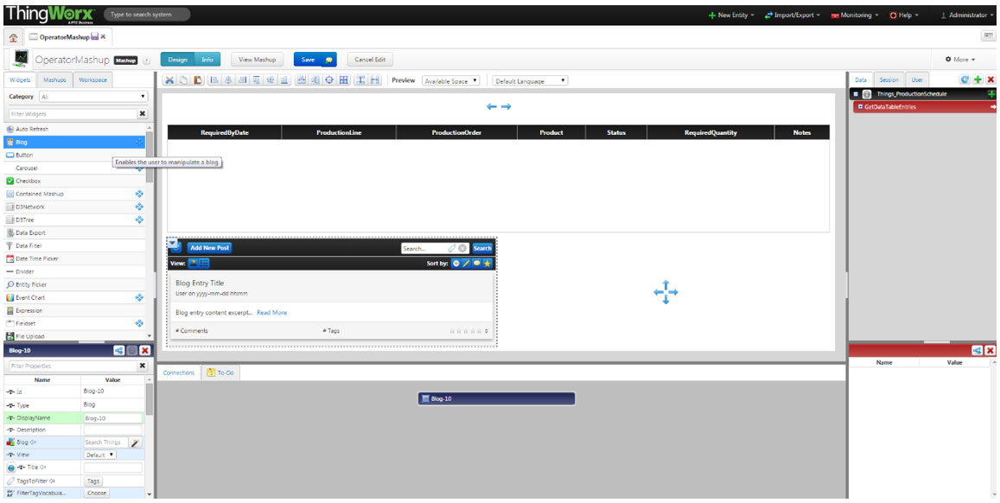 ThingWorx
A PTC Business
Type to search system
New Entity
Import/Export
Monitoring
Help
Administrator
OperatorMashup
OperatorMashup Mashup
Design Info
View Mashup
Save
Cancel Edit
More
Widgets Mashups Workspace
Preview Available Space Default Language
Data Session User
Category All
Filter Widgets
Things_ProductionSchedule
GetDataTableEntries
Auto Refresh
Blog
Button
Enables the user to manipulate a blog
Carousel
Checkbox
Contained Mashup
D3Network
D3Tree
Data Export
Data Filter
Date Time Picker
Divider
Entity Picker
Event Chart
Expression
Fieldset
File Upload
RequiredByDate ProductionLine ProductionOrder Product Status RequiredQuantity Notes
Add New Post Search... Search
View: Sort by:
Blog Entry Title
User on yyyy-mm-dd hh:mm
Blog entry content excerpt... Read More
# Comments # Tags 0
Blog-10
Filter Properties
Name Value
Id Blog-10
Type Blog
DisplayName Blog-10
Description
Blog Search Things
View Default
Title
TagsToFilter Tags
FilterTagVocabula... Choose
Connections To-Do
Blog-10
Name Value